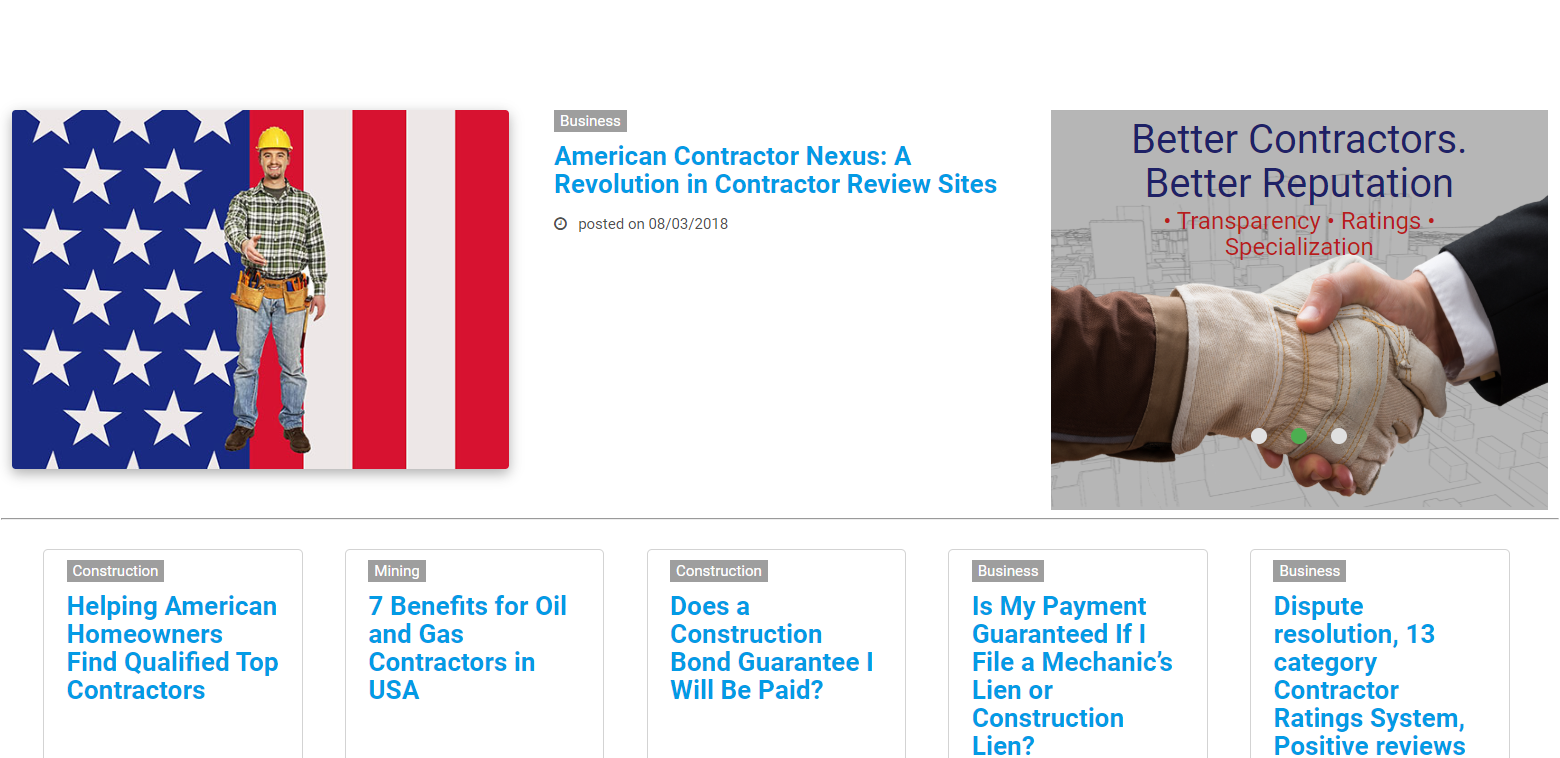 Business
American Contractor Nexus: A
Revolution in Contractor Review Sites
posted on 08/03/2018
Better Contractors.
Better Reputation
• Transparency • Ratings •
Specialization
Construction
Helping American
Homeowners
Find Qualified Top
Contractors
Mining
7 Benefits for Oil
and Gas
Contractors in
USA
Construction
Does a
Construction
Bond Guarantee I
Will Be Paid?
Business
Is My Payment
Guaranteed If I
File a Mechanic’s
Lien or
Construction
Lien?
Business
Dispute
resolution, 13
category
Contractor
Ratings System,
Positive reviews